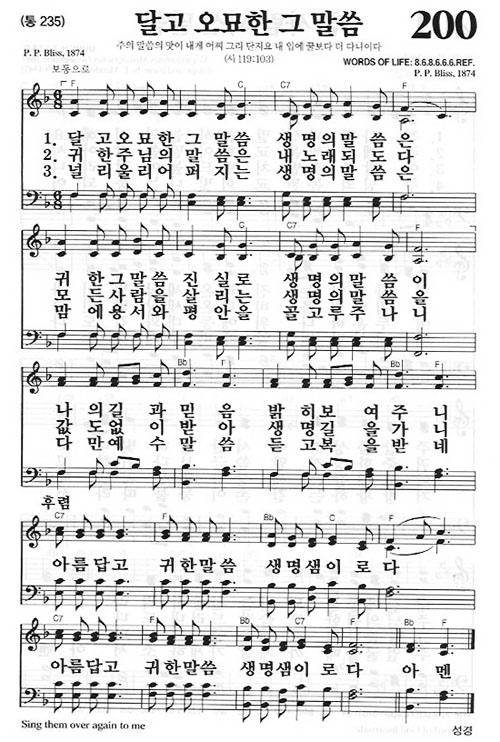 (통 235)
달고 오묘한 그 말씀
200
주의 말씀의 맛이 내게 어찌 그리 단지요 내 입에 꿀보다 더 다니이다
(시 119:103)
P. P. Bliss, 1874
WORDS OF LIFE: 8.6.8.6.6.6.REF.
P. P. Bliss, 1874
보통으로
F C7 F
1. 달 고오묘한 그 말씀 생 명의말 씀 은
2. 귀 한주님의 말 씀은 내 노래되 도 다
3. 널 리울리어 퍼 지는 생 명의말 씀 은
C7 F
귀 한그말씀 진 실로 생 명의말 씀 이
모 든사람을 살 리는 생 명의말 씀 을
맘 에용서와 평 안을 골 고루주 나 니
C7 F Bb F C7 F Bb F
나 의길 과 믿 음 밝 히보 여 주 니
값 도없 이 받 아 생 명길 을 가 니
다 만예 수 말 씀 듣 고복 을 받 네
후렴
C7 F C7 F C7 F
아름답고 귀한말씀 생명샘이 로 다
C7 F C7 F C7 F Bb F
아름답고 귀한말씀 생명샘이로다 아 멘
Sing them over again to me
성경